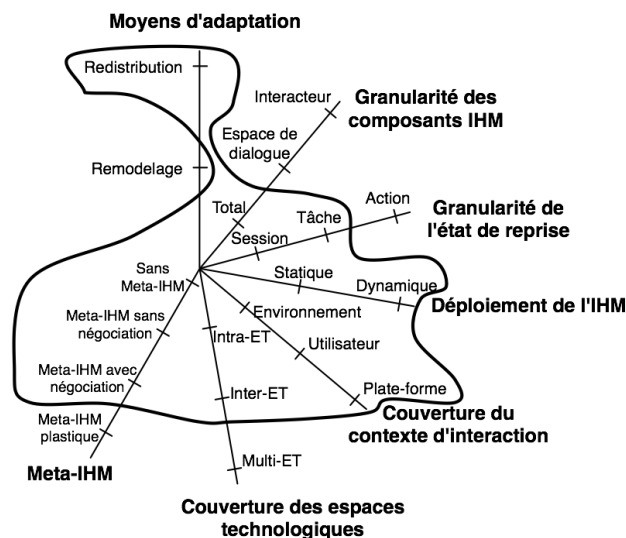 Moyens d'adaptation
Redistribution
Interacteur
Granularité des
composants IHM
Espace de
dialogue
Remodelage
Action
Total
Tâche
Granularité de
l'état de reprise
Session
Sans
Meta-IHM
Statique
Dynamique
Déploiement de l'IHM
Environnement
Meta-IHM sans
négociation
Intra-ET
Utilisateur
Meta-IHM avec
négociation
Inter-ET
Plate-forme
Meta-IHM
plastique
Couverture du
contexte d'interaction
Meta-IHM
Multi-ET
Couverture des espaces
technologiques